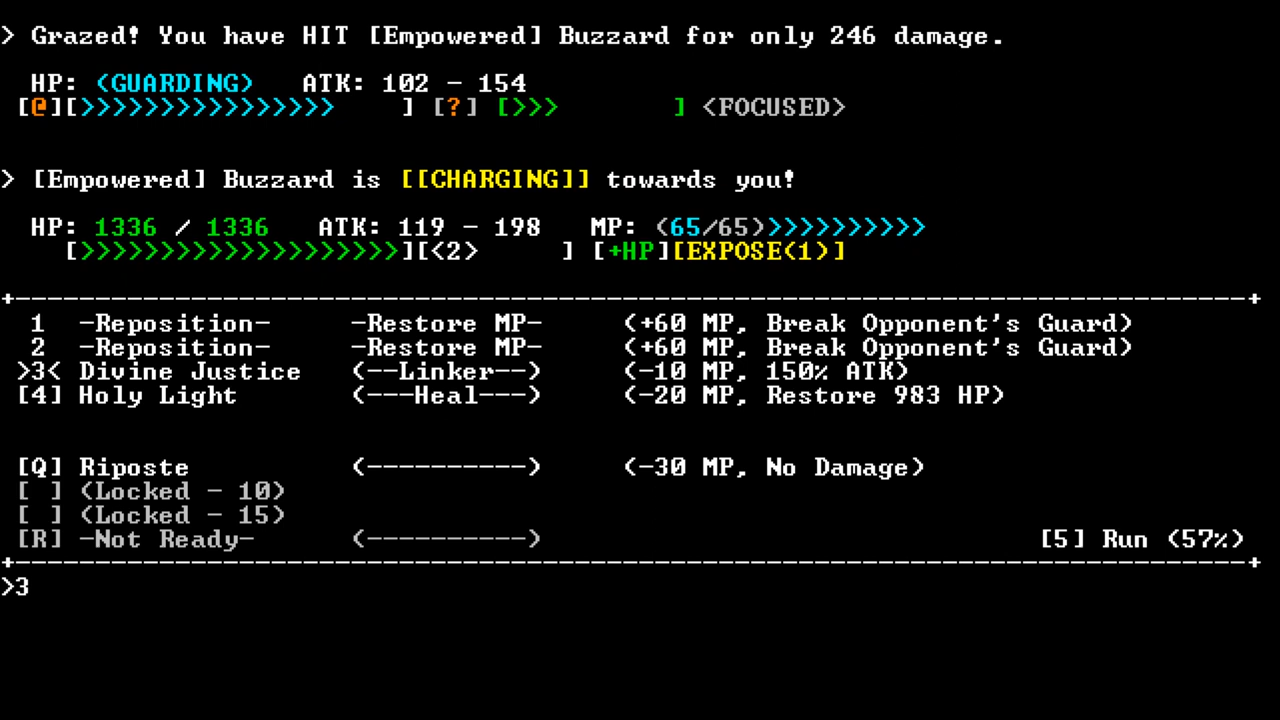 > Grazed! You have HIT [Empowered] Buzzard for only 246 damage.
HP: (GUARDING) ATK: 102 - 154
[@][>>>>>>>>>>>>>>>> ] [?] [>>> ] <FOCUSED>
> [Empowered] Buzzard is [[CHARGING]] towards you!
HP: 1336 / 1336 ATK: 119 - 198 MP: (65/65)>>>>>>>>>>
[>>>>>>>>>>>>>>>>>>>>][<2> ] [+HP][EXPOSE(1)]
+------------------------------------------------------------------------------+
1 -Reposition- -Restore MP- (+60 MP, Break Opponent's Guard)
2 -Reposition- -Restore MP- (+60 MP, Break Opponent's Guard)
>3< Divine Justice (--Linker--) (-10 MP, 150% ATK)
[4] Holy Light (---Heal---) (-20 MP, Restore 983 HP)
[Q] Riposte (----------) (-30 MP, No Damage)
[ ] (Locked - 10)
[ ] (Locked - 15)
[R] -Not Ready- (----------) [5] Run (57%)
+------------------------------------------------------------------------------+
>3